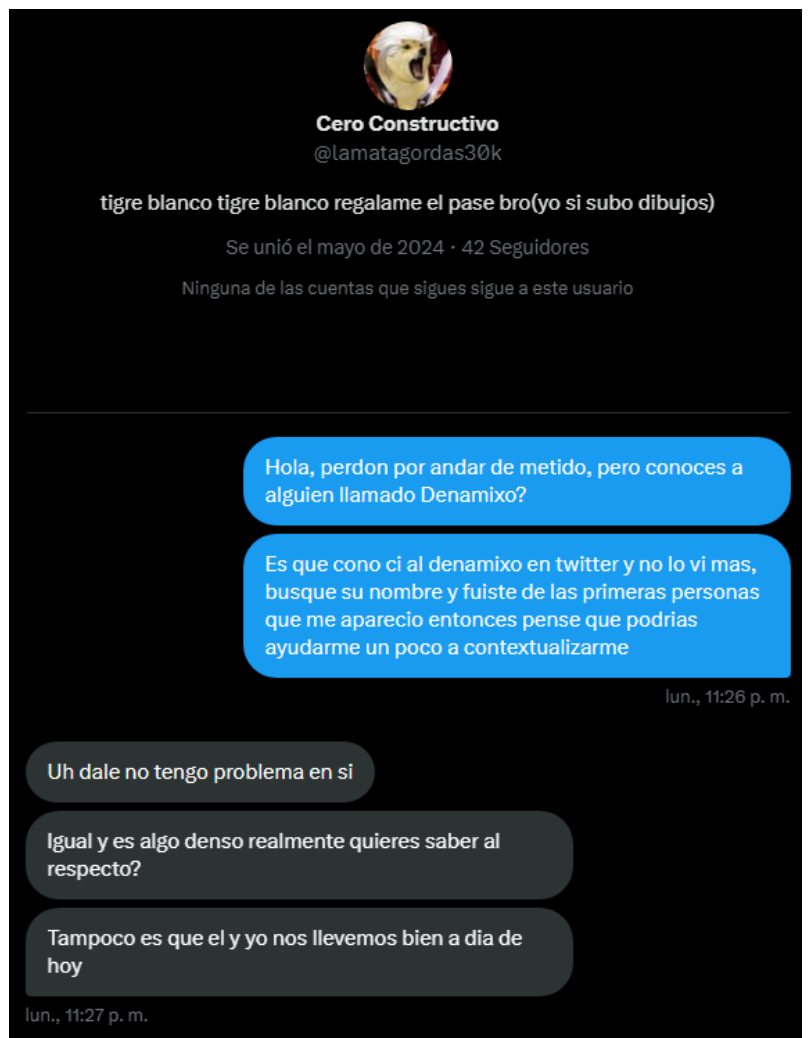 Cero Constructivo
@lamatagordas30k
tigre blanco tigre blanco regalame el pase bro(yo si subo dibujos)
Se unió el mayo de 2024 · 42 Seguidores
Ninguna de las cuentas que sigues sigue a este usuario
Hola, perdon por andar de metido, pero conoces a
alguien llamado Denamixo?
Es que cono ci al denamixo en twitter y no lo vi mas,
busque su nombre y fuiste de las primeras personas
que me aparecio entonces pense que podrias
ayudarme un poco a contextualizarme
lun., 11:26 p. m.
Uh dale no tengo problema en si
Igual y es algo denso realmente quieres saber al
respecto?
Tampoco es que el y yo nos llevemos bien a dia de
hoy
lun., 11:27 p. m.